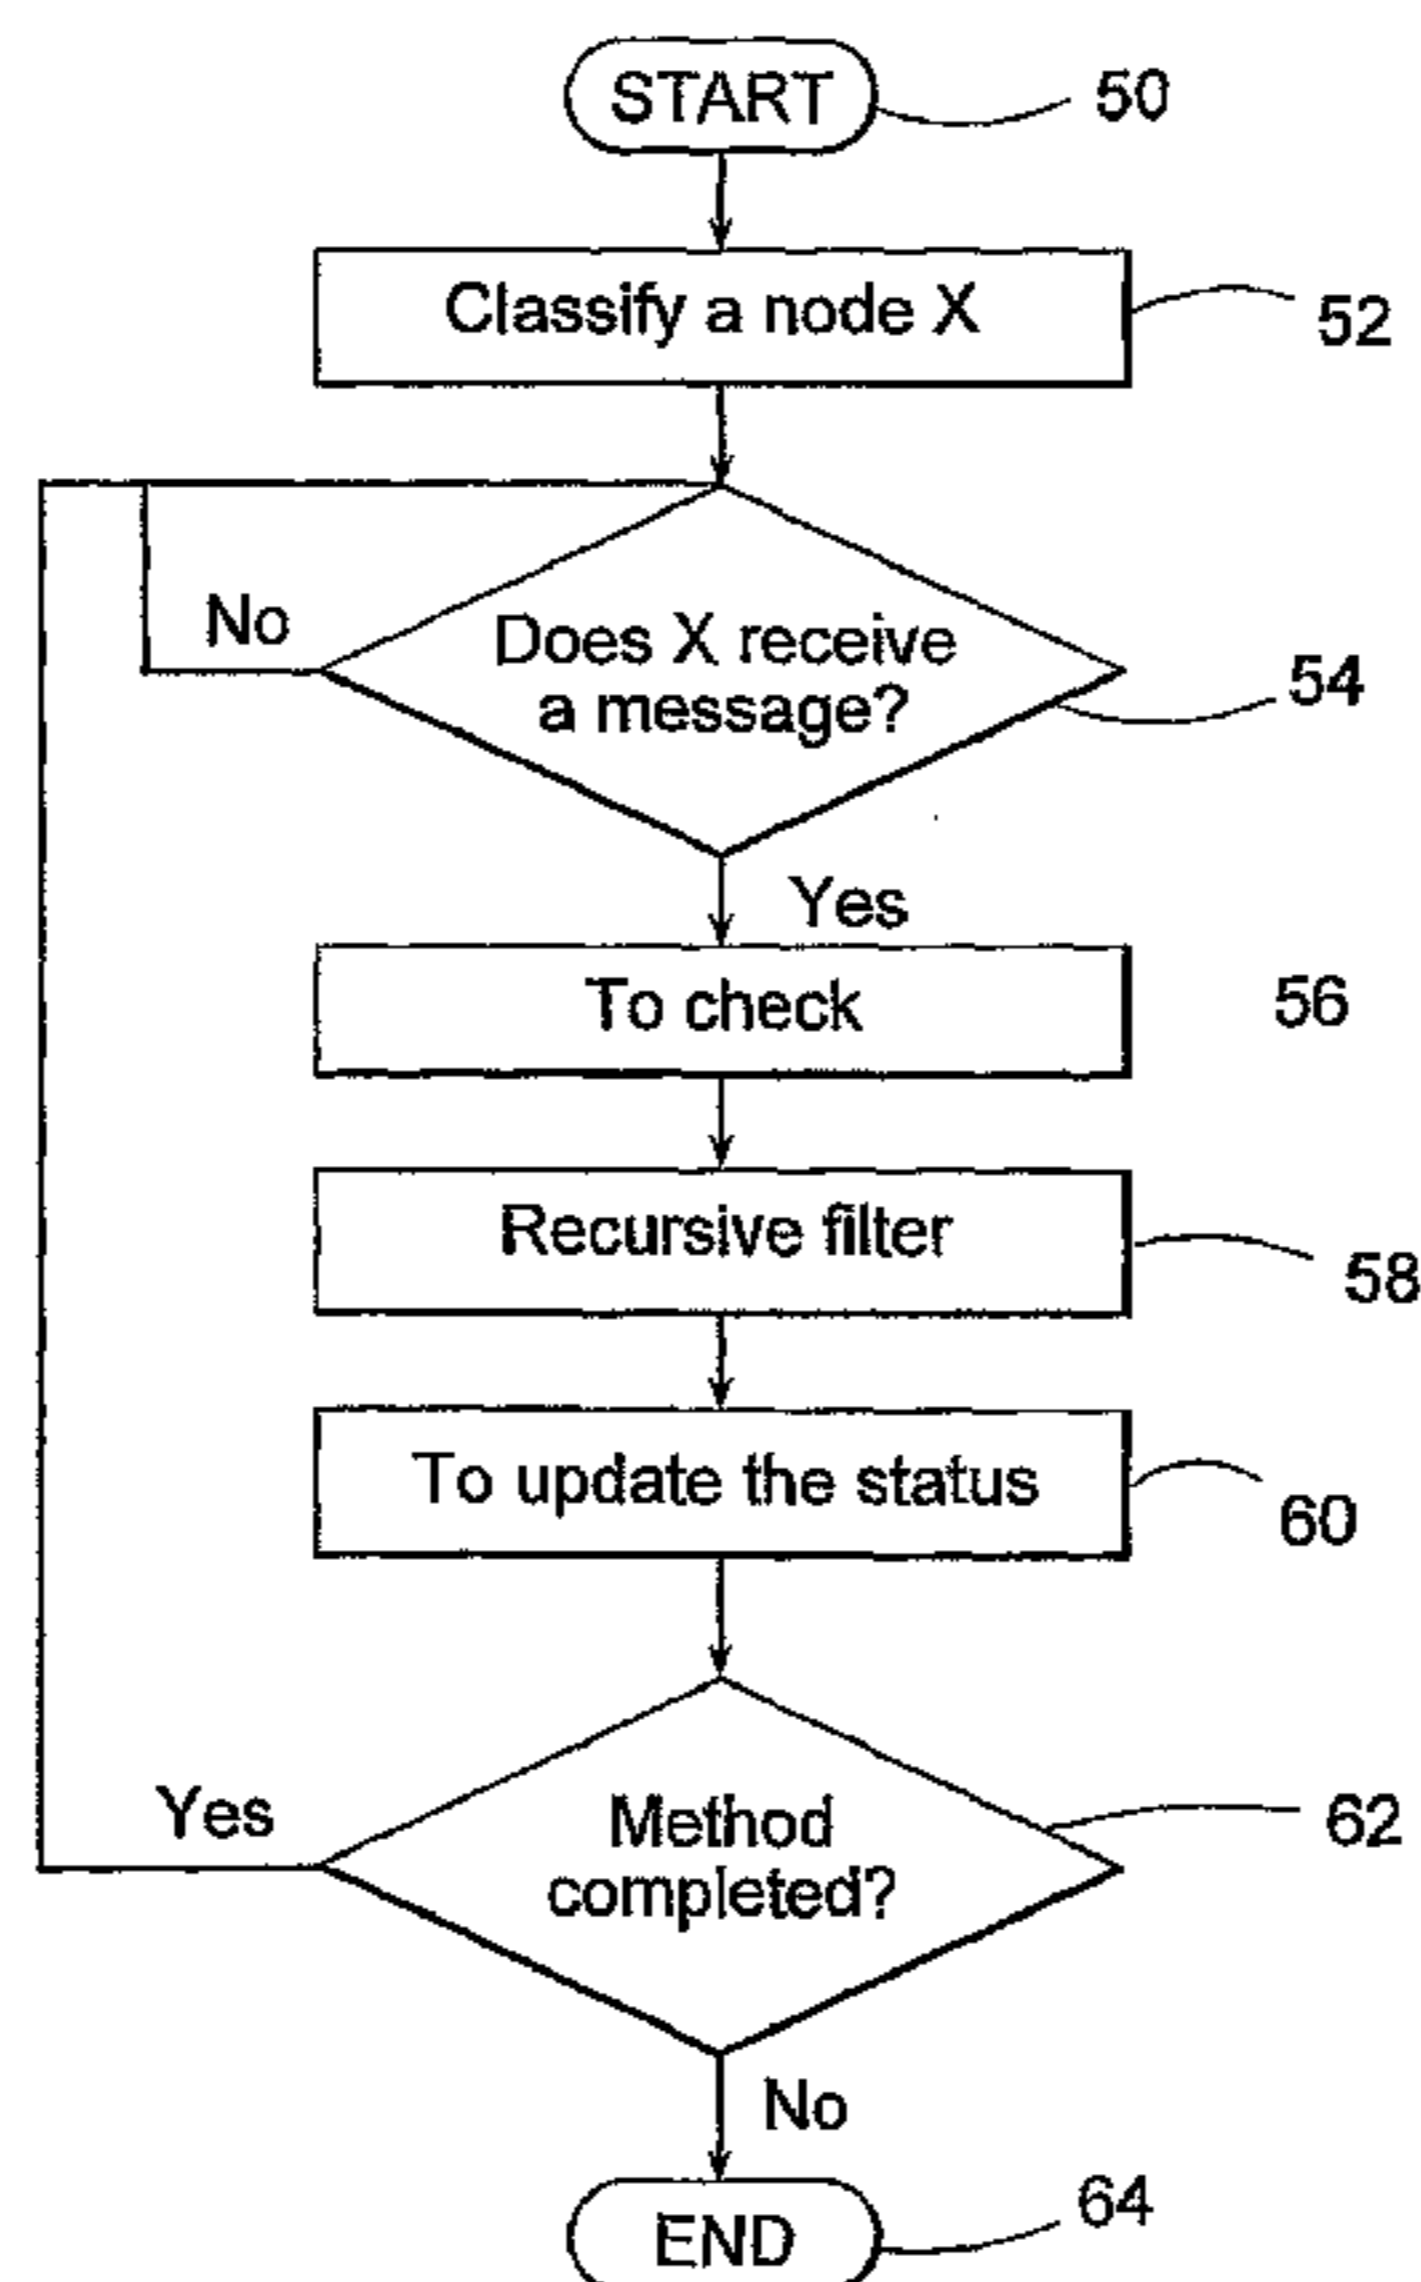 START
50
Classify a node X
52
No
Does X receive
a message?
54
Yes
To check
56
Recursive filter
58
To update the status
60
Yes
Method
completed?
62
No
END
64